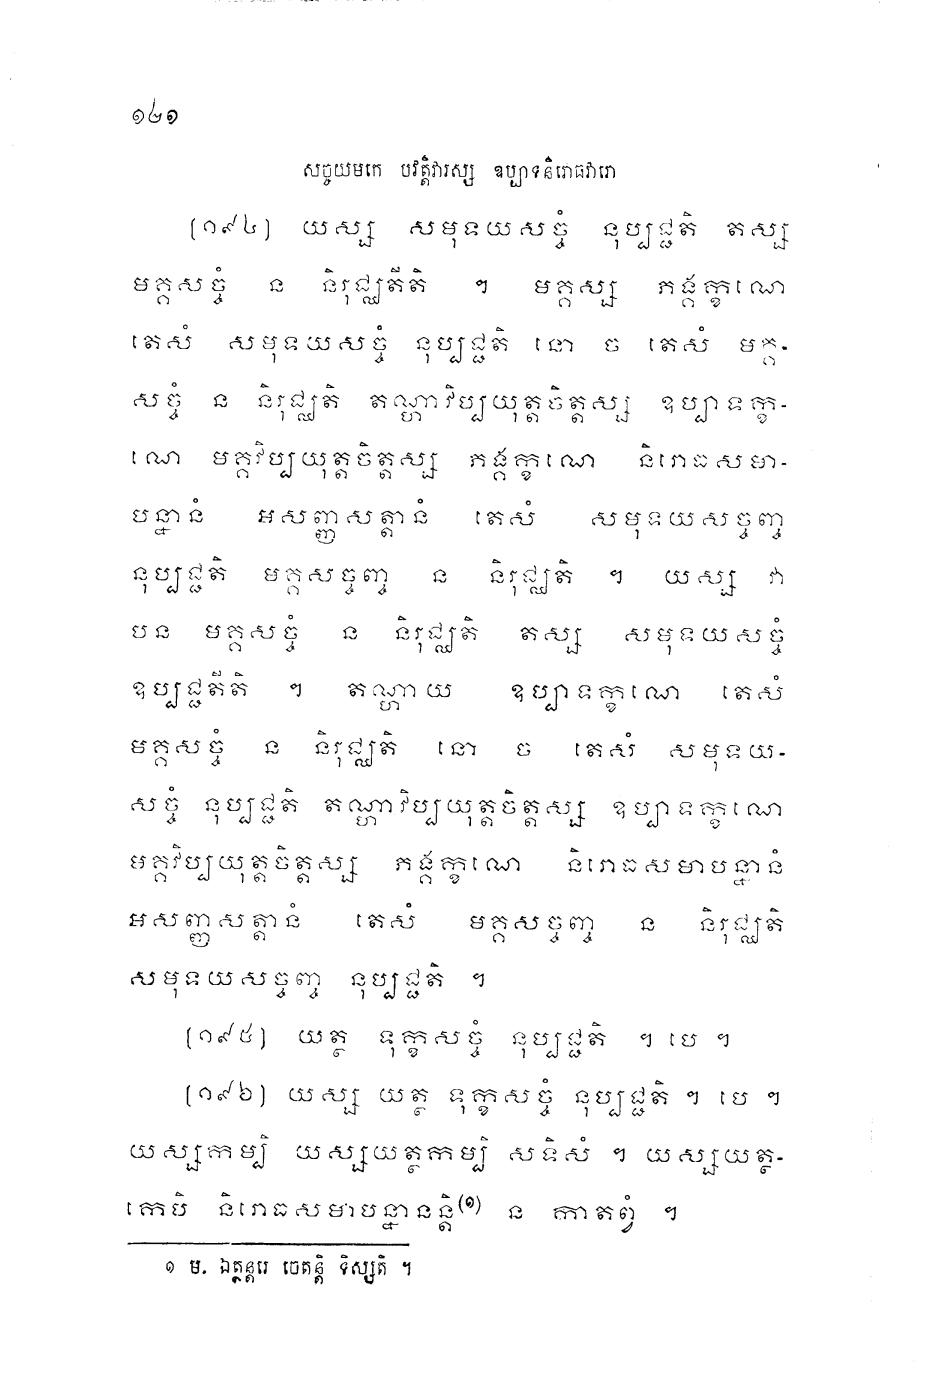 ១៤១
សច្ចយមកេ បវត្តិវារស្ស ឧប្បាទនិរោធវារោ
(១៩៤) យស្ស សមុទយសច្ចំ នុប្បជ្ជតិ តស្ស
មគ្គសច្ចំ ន និរុជ្ឈតីតិ ។ មគ្គស្ស ភង្គក្ខណេ
តេសំ សមុទយសច្ចំ នុប្បជ្ជតិ នោ ច តេសំ មគ្គ-
សច្ចំ ន និរុជ្ឈតិ តណ្ហាវិប្បយុត្តចិត្តស្ស ឧប្បាទក្ខ-
ណេ មគ្គវិប្បយុត្តចិត្តស្ស ភង្គក្ខណេ និរោធសមា-
បន្នានំ អសញ្ញសត្តានំ តេសំ សមុទយសច្ចញ្ច
នុប្បជ្ជតិ មគ្គសច្ចញ្ច ន និរុជ្ឈតិ ។ យស្ស វា
បន មគ្គសច្ចំ ន និរុជ្ឈតិ តស្ស សមុទយសច្ចំ
ឧប្បជ្ជតីតិ ។ តណ្ហាយ ឧប្បាទក្ខណេ តេសំ
មគ្គសច្ចំ ន និរុជ្ឈតិ នោ ច តេសំ សមុទយ-
សច្ចំ នុប្បជ្ជតិ តណ្ហាវិប្បយុត្តចិត្តស្ស ឧប្បាទក្ខណេ
មគ្គវិប្បយុត្តចិត្តស្ស ភង្គក្ខណេ និរោធសមាបន្នានំ
អសញ្ញសត្តានំ តេសំ មគ្គសច្ចញ្ច ន និរុជ្ឈតិ
សមុទយសច្ចញ្ច នុប្បជ្ជតិ ។
(១៩៥) យត្ថ ទុក្ខសច្ចំ នុប្បជ្ជតិ ។ បេ ។
(១៩៦) យស្ស យត្ថ ទុក្ខសច្ចំ នុប្បជ្ជតិ ។ បេ ។
យស្សកម្បិ យស្សយត្ថកម្បិ សទិសំ ។ យស្សយត្ថ-
កេបិ និរោធសមាបន្នានន្តិ(១) ន កាតព្វំ ។
១ ម. ឯត្ថន្តរេ ចេតន្តិ ទិស្សតិ ។